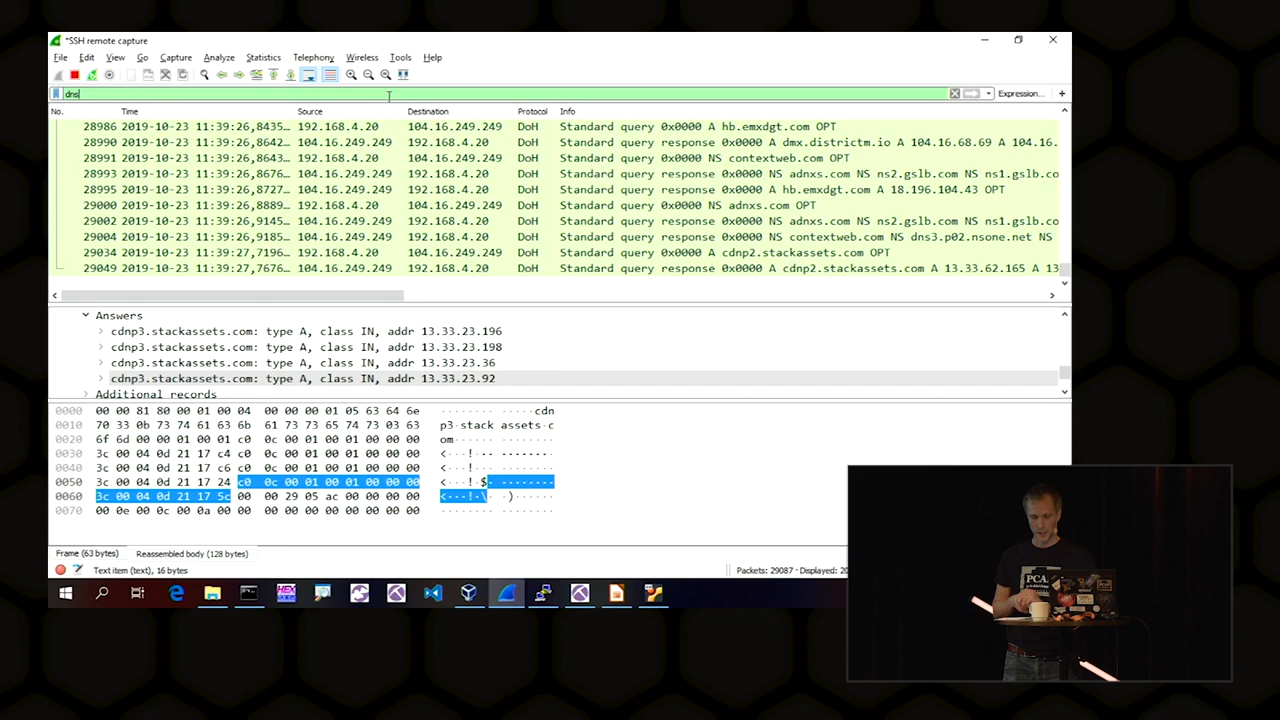 *SSH remote capture
File Edit View Go Capture Analyze Statistics Telephony Wireless Tools Help
dns
Expression... +
No. Time Source Destination Protocol Info
28986 2019-10-23 11:39:26,8435... 192.168.4.20 104.16.249.249 DoH Standard query 0x0000 A hb.emxdgt.com OPT
28990 2019-10-23 11:39:26,8642... 104.16.249.249 192.168.4.20 DoH Standard query response 0x0000 A dmx.districtm.io A 104.16.68.69 A 104.16.
28991 2019-10-23 11:39:26,8643... 192.168.4.20 104.16.249.249 DoH Standard query 0x0000 NS contextweb.com OPT
28993 2019-10-23 11:39:26,8676... 104.16.249.249 192.168.4.20 DoH Standard query response 0x0000 NS adnxs.com NS ns2.gslb.com NS ns1.gslb.co
28995 2019-10-23 11:39:26,8727... 104.16.249.249 192.168.4.20 DoH Standard query response 0x0000 A hb.emxdgt.com A 18.196.104.43 OPT
29000 2019-10-23 11:39:26,8889... 192.168.4.20 104.16.249.249 DoH Standard query 0x0000 NS adnxs.com OPT
29002 2019-10-23 11:39:26,9145... 104.16.249.249 192.168.4.20 DoH Standard query response 0x0000 NS adnxs.com NS ns2.gslb.com NS ns1.gslb.co
29004 2019-10-23 11:39:26,9185... 104.16.249.249 192.168.4.20 DoH Standard query response 0x0000 NS contextweb.com NS dns3.p02.nsone.net NS
29034 2019-10-23 11:39:27,7196... 192.168.4.20 104.16.249.249 DoH Standard query 0x0000 A cdnp2.stackassets.com OPT
29049 2019-10-23 11:39:27,7676... 104.16.249.249 192.168.4.20 DoH Standard query response 0x0000 A cdnp2.stackassets.com A 13.33.62.165 A 13
Answers
cdnp3.stackassets.com: type A, class IN, addr 13.33.23.196
cdnp3.stackassets.com: type A, class IN, addr 13.33.23.198
cdnp3.stackassets.com: type A, class IN, addr 13.33.23.36
cdnp3.stackassets.com: type A, class IN, addr 13.33.23.92
Additional records
0000 00 00 81 80 00 01 00 04 00 00 00 01 05 63 64 6e ········ ·····cdn
0010 70 33 0b 73 74 61 63 6b 61 73 73 65 74 73 03 63 p3·stack assets·c
0020 6f 6d 00 00 01 00 01 c0 0c 00 01 00 01 00 00 00 om······ ········
0030 3c 00 04 0d 21 17 c4 c0 0c 00 01 00 01 00 00 00 <···!··· ········
0040 3c 00 04 0d 21 17 c6 c0 0c 00 01 00 01 00 00 00 <···!··· ········
0050 3c 00 04 0d 21 17 24 c0 0c 00 01 00 01 00 00 00 <···!·$· ········
0060 3c 00 04 0d 21 17 5c 00 00 29 05 ac 00 00 00 00 <···!·\· ·)······
0070 00 0e 00 0c 00 0a 00 00 00 00 00 00 00 00 00 00 ········ ········
Frame (63 bytes) Reassembled body (128 bytes)
Text item (text), 16 bytes Packets: 29087 · Displayed: 20
HEX
PCA